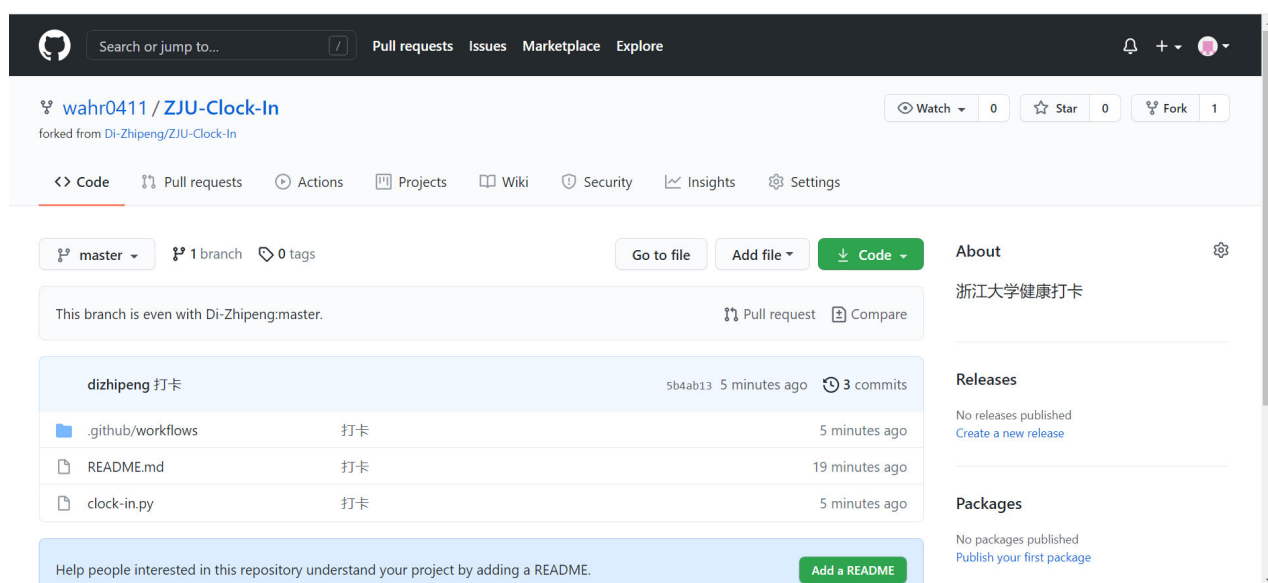 Search or jump to... / Pull requests Issues Marketplace Explore
wahr0411 / ZJU-Clock-In Watch 0 Star 0 Fork 1
forked from Di-Zhipeng/ZJU-Clock-In
Code Pull requests Actions Projects Wiki Security Insights Settings
master 1 branch 0 tags Go to file Add file Code
This branch is even with Di-Zhipeng:master. Pull request Compare
dizhipeng 打卡 5b4ab13 5 minutes ago 3 commits
.github/workflows 打卡 5 minutes ago
README.md 打卡 19 minutes ago
clock-in.py 打卡 5 minutes ago
Help people interested in this repository understand your project by adding a README. Add a README
About
浙江大学健康打卡
Releases
No releases published
Create a new release
Packages
No packages published
Publish your first package